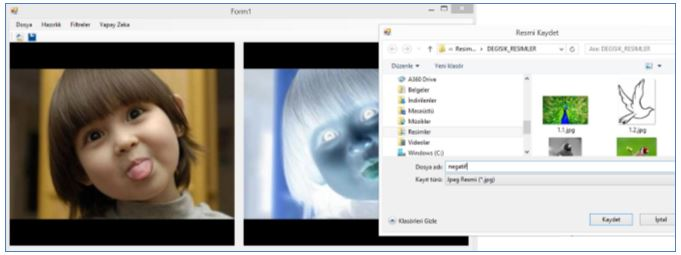 Form1
Dosya Hazırlık Filtreler Yapay Zeka
Resmi Kaydet
« Resim... ▸ DEGISIK_RESIMLER
Ara: DEGISIK_RESIMLER
Düzenle Yeni klasör
A360 Drive
Belgeler
İndirilenler
Masaüstü
Müzikler
Resimler
Videolar
Windows (C:)
1.1.jpg
1.2.jpg
Dosya adı: negatif
Kayıt türü: Jpeg Resmi (*.jpg)
Klasörleri Gizle
Kaydet
İptal